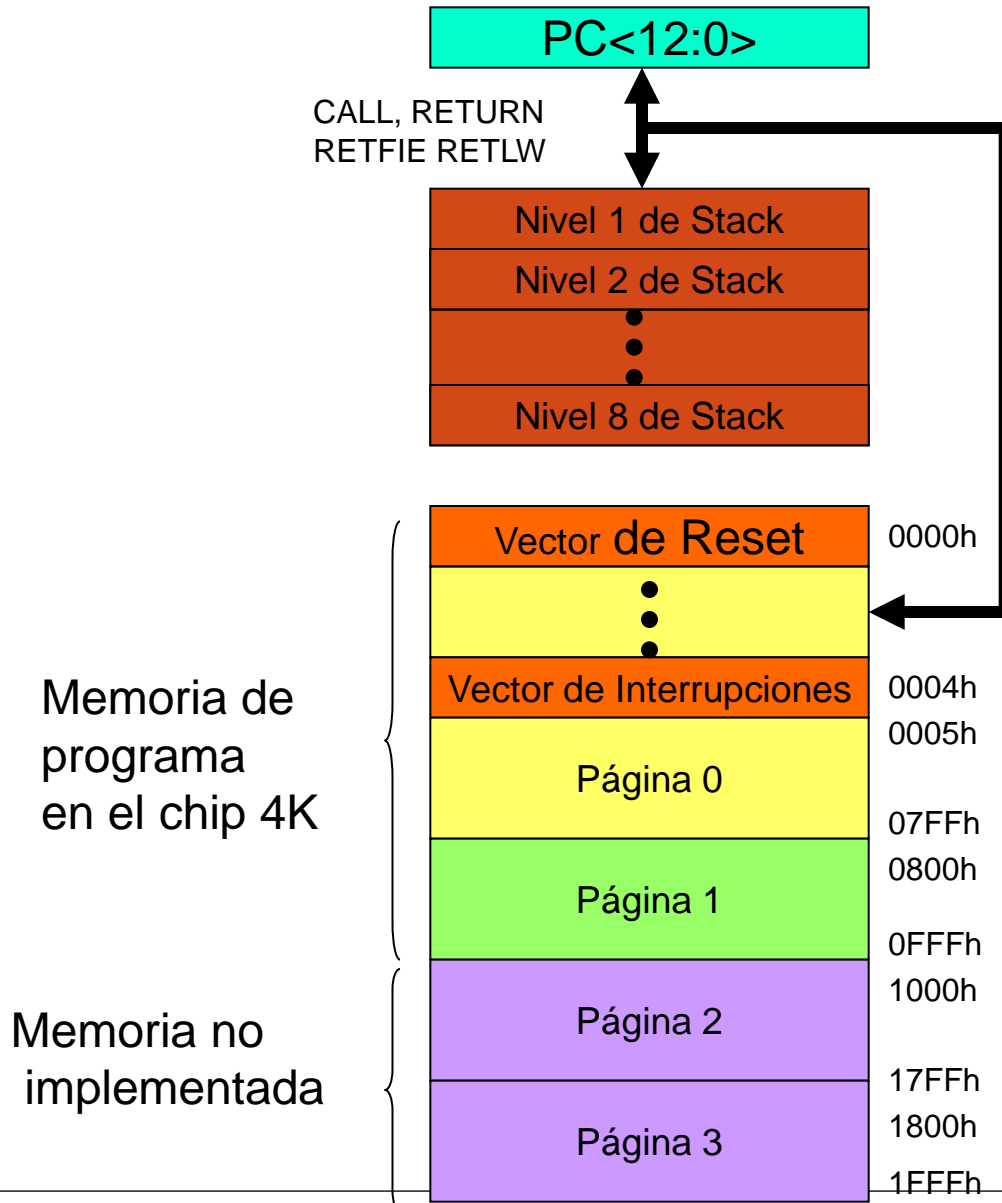 PC<12:0>
CALL, RETURN
RETFIE RETLW
Nivel 1 de Stack
Nivel 2 de Stack
Nivel 8 de Stack
Vector de Reset
0000h
Vector de Interrupciones
0004h
0005h
Memoria de
programa
en el chip 4K
Página 0
07FFh
0800h
Página 1
0FFFh
1000h
Memoria no
implementada
Página 2
17FFh
1800h
Página 3
1FFFh